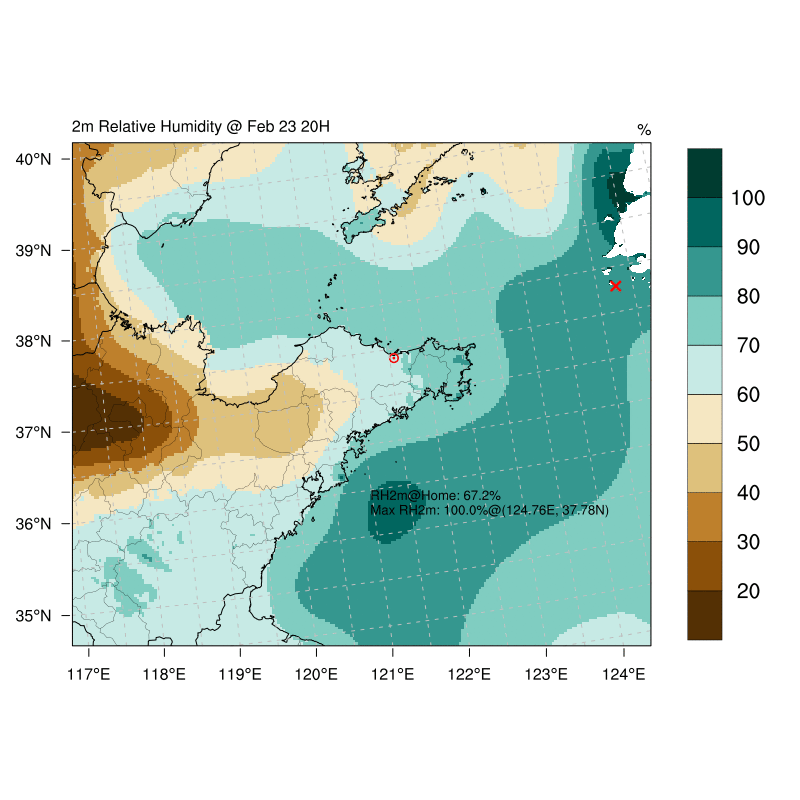 2m Relative Humidity @ Feb 23 20H
%
40°N
39°N
38°N
37°N
36°N
35°N
117°E
118°E
119°E
120°E
121°E
122°E
123°E
124°E
RH2m@Home: 67.2%
Max RH2m: 100.0%@(124.76E, 37.78N)
100
90
80
70
60
50
40
30
20